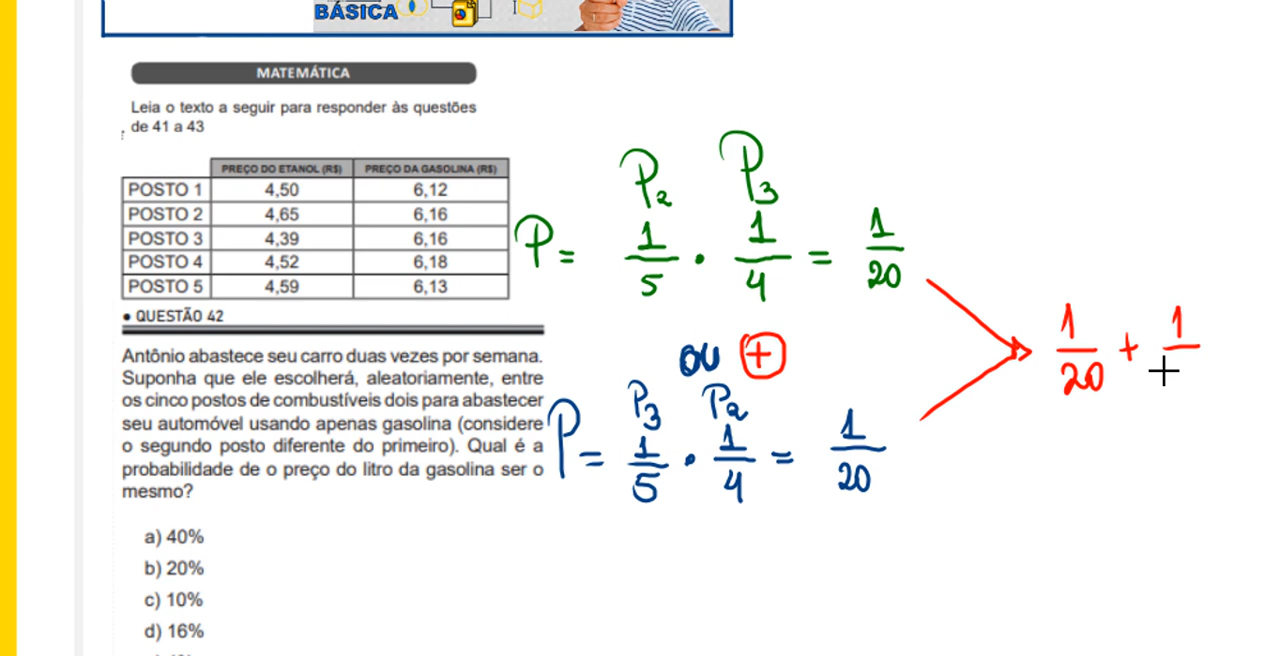 BÁSICA
MATEMÁTICA
Leia o texto a seguir para responder às questões
de 41 a 43
PREÇO DO ETANOL (R$) PREÇO DA GASOLINA (R$)
POSTO 1 4,50 6,12
POSTO 2 4,65 6,16
POSTO 3 4,39 6,16
POSTO 4 4,52 6,18
POSTO 5 4,59 6,13
• QUESTÃO 42
Antônio abastece seu carro duas vezes por semana.
Suponha que ele escolherá, aleatoriamente, entre
os cinco postos de combustíveis dois para abastecer
seu automóvel usando apenas gasolina (considere
o segundo posto diferente do primeiro). Qual é a
probabilidade de o preço do litro da gasolina ser o
mesmo?
a) 40%
b) 20%
c) 10%
d) 16%
P2 P3
P = 1/5 · 1/4 = 1/20
ou +
P3 P2
P = 1/5 · 1/4 = 1/20
1/20 + 1